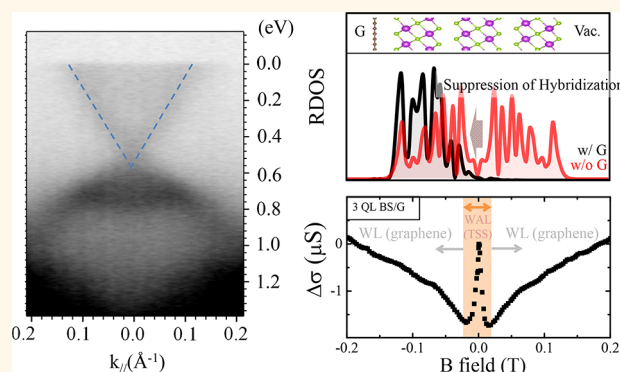 (eV)
0.0
0.2
0.4
0.6
0.8
1.0
1.2
0.2 0.1 0.0 0.1 0.2
k//(Å-1)
G Vac.
RDOS
Suppression of Hybridization
w/ G
w/o G
3 QL BS/G
WAL
(TSS)
WL (graphene) WL (graphene)
Δσ (μS)
0
-1
-0.2 -0.1 0.0 0.1 0.2
B field (T)